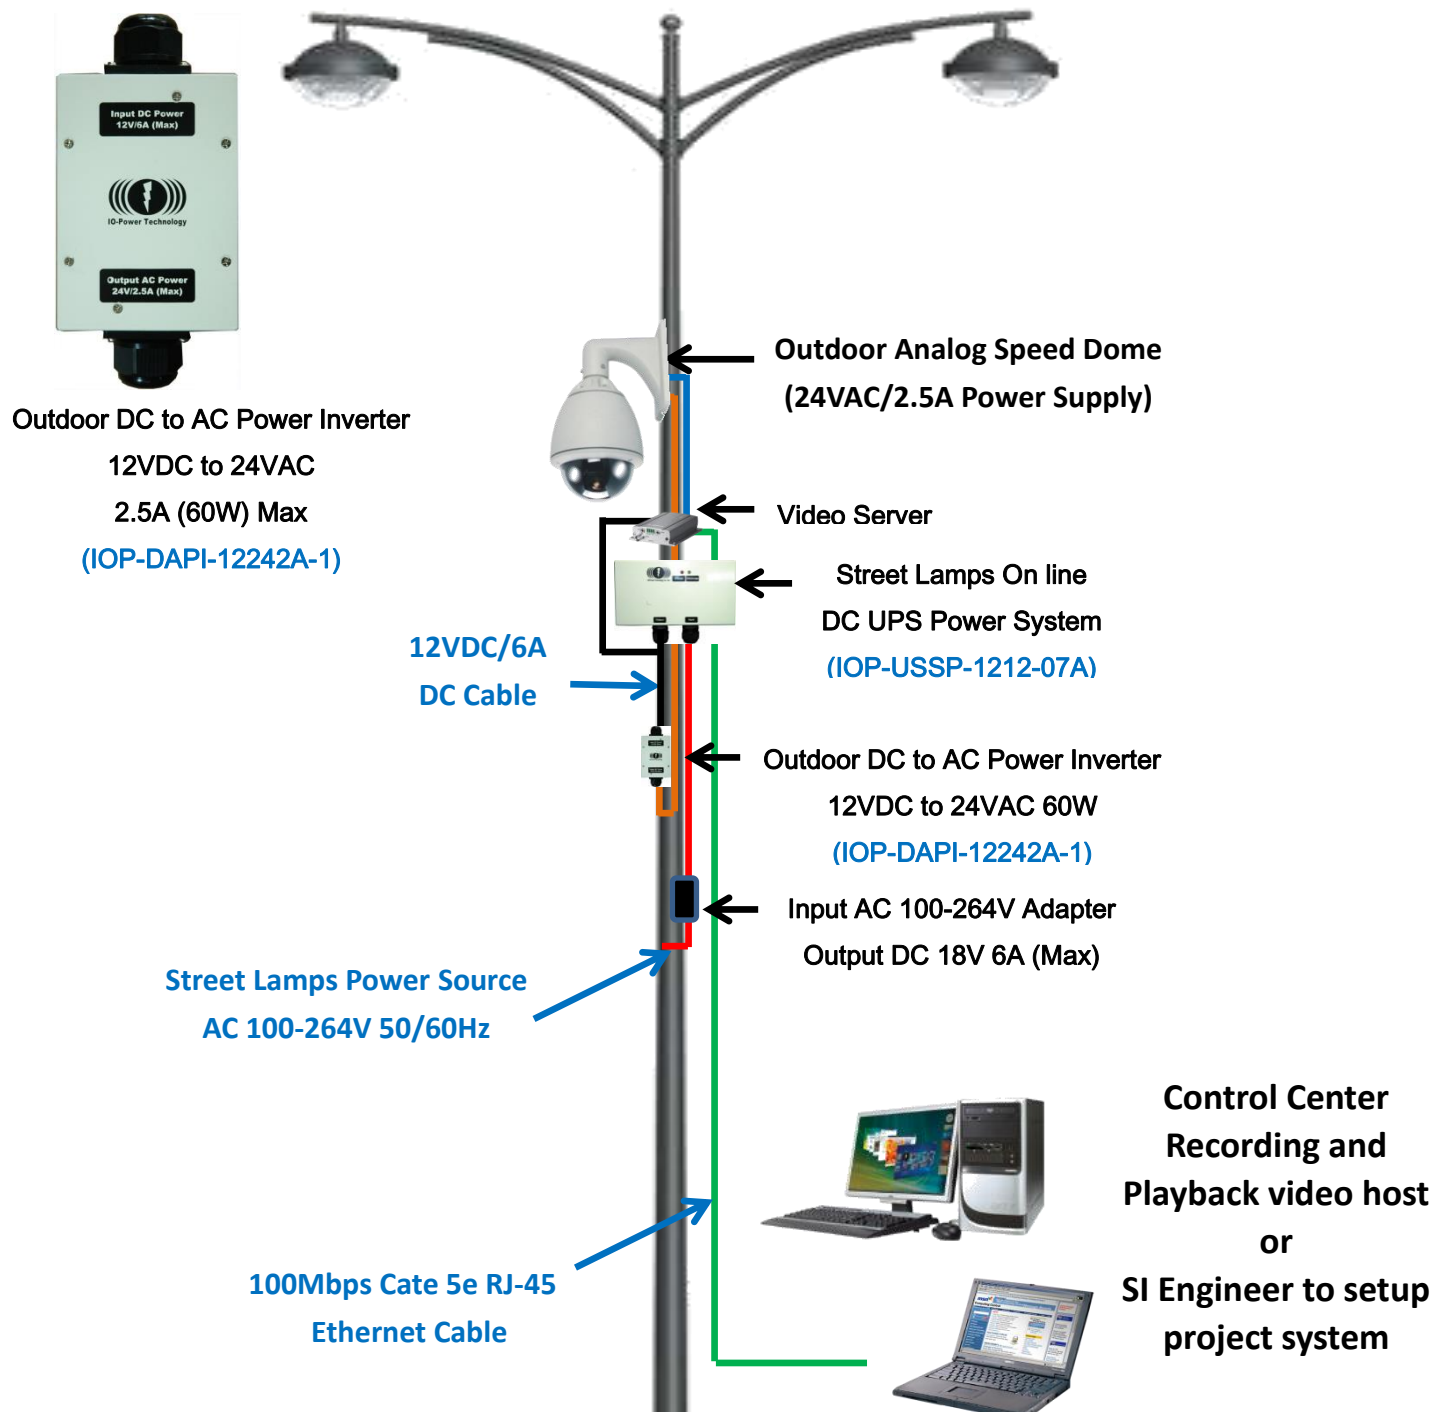 Input DC Power
12V/6A (Max)
IO-Power Technology
Output AC Power
24V/2.5A (Max)
Outdoor DC to AC Power Inverter
12VDC to 24VAC
2.5A (60W) Max
(IOP-DAPI-12242A-1)
Outdoor Analog Speed Dome
(24VAC/2.5A Power Supply)
Video Server
Street Lamps On line
DC UPS Power System
(IOP-USSP-1212-07A)
12VDC/6A
DC Cable
Outdoor DC to AC Power Inverter
12VDC to 24VAC 60W
(IOP-DAPI-12242A-1)
Input AC 100-264V Adapter
Output DC 18V 6A (Max)
Street Lamps Power Source
AC 100-264V 50/60Hz
Control Center
Recording and
Playback video host
or
SI Engineer to setup
project system
100Mbps Cate 5e RJ-45
Ethernet Cable